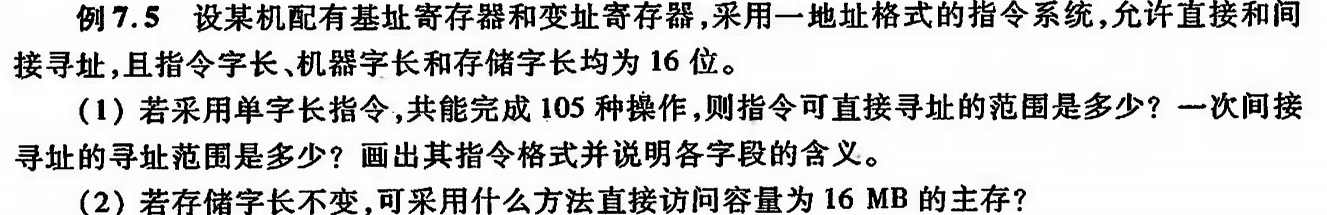 例7.5 设某机配有基址寄存器和变址寄存器,采用一地址格式的指令系统,允许直接和间
接寻址,且指令字长、机器字长和存储字长均为 16 位。
(1) 若采用单字长指令,共能完成 105 种操作,则指令可直接寻址的范围是多少? 一次间接
寻址的寻址范围是多少? 画出其指令格式并说明各字段的含义。
(2) 若存储字长不变,可采用什么方法直接访问容量为 16 MB 的主存?